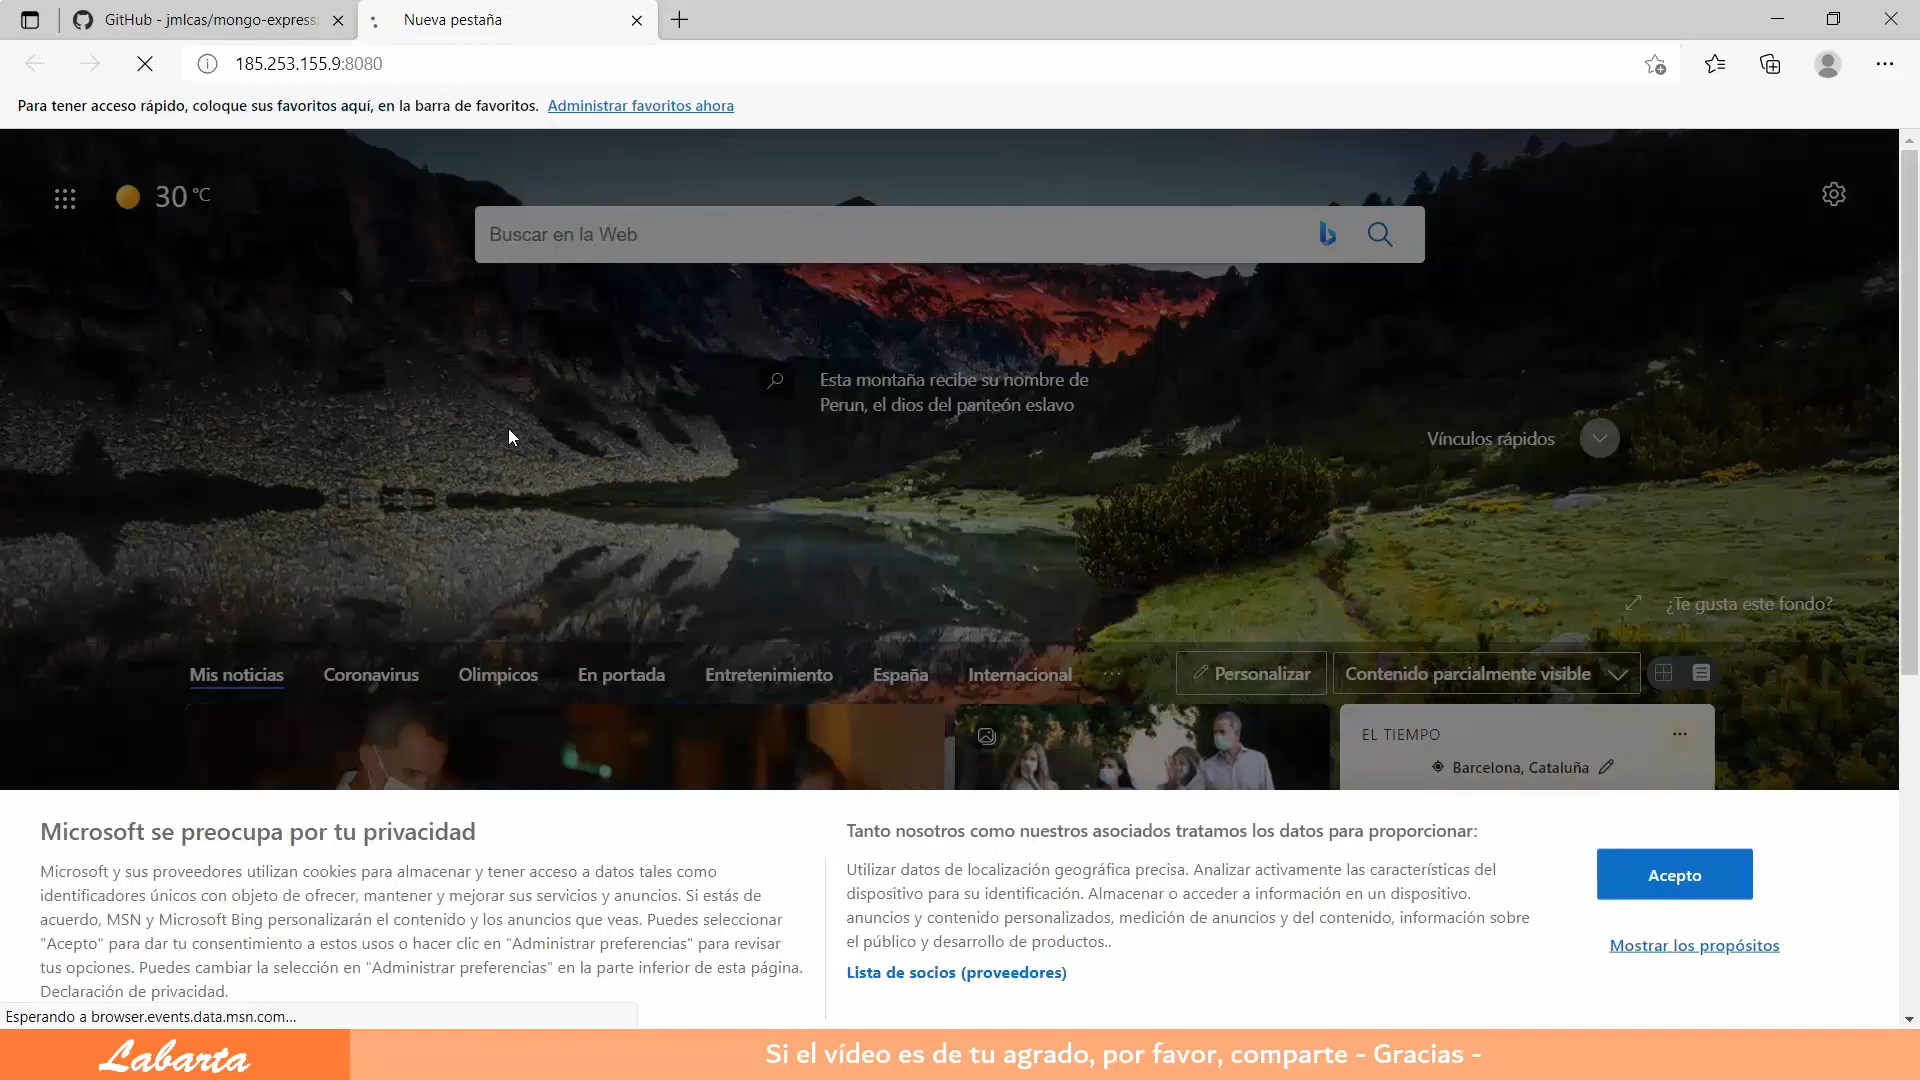 GitHub - jmlcas/mongo-express:
Nueva pestaña
185.253.155.9:8080
Para tener acceso rápido, coloque sus favoritos aquí, en la barra de favoritos. Administrar favoritos ahora
30 °C
Buscar en la Web
Esta montaña recibe su nombre de
Perun, el dios del panteón eslavo
Vínculos rápidos
¿Te gusta este fondo?
Mis noticias Coronavirus Olimpicos En portada Entretenimiento España Internacional ... Personalizar Contenido parcialmente visible
EL TIEMPO
Barcelona, Cataluña
Microsoft se preocupa por tu privacidad
Microsoft y sus proveedores utilizan cookies para almacenar y tener acceso a datos tales como
identificadores únicos con objeto de ofrecer, mantener y mejorar sus servicios y anuncios. Si estás de
acuerdo, MSN y Microsoft Bing personalizarán el contenido y los anuncios que veas. Puedes seleccionar
"Acepto" para dar tu consentimiento a estos usos o hacer clic en "Administrar preferencias" para revisar
tus opciones. Puedes cambiar la selección en "Administrar preferencias" en la parte inferior de esta página.
Declaración de privacidad.
Tanto nosotros como nuestros asociados tratamos los datos para proporcionar:
Utilizar datos de localización geográfica precisa. Analizar activamente las características del
dispositivo para su identificación. Almacenar o acceder a información en un dispositivo.
anuncios y contenido personalizados, medición de anuncios y del contenido, información sobre
el público y desarrollo de productos..
Lista de socios (proveedores)
Acepto
Mostrar los propósitos
Esperando a browser.events.data.msn.com...
Labarta
Si el vídeo es de tu agrado, por favor, comparte - Gracias -